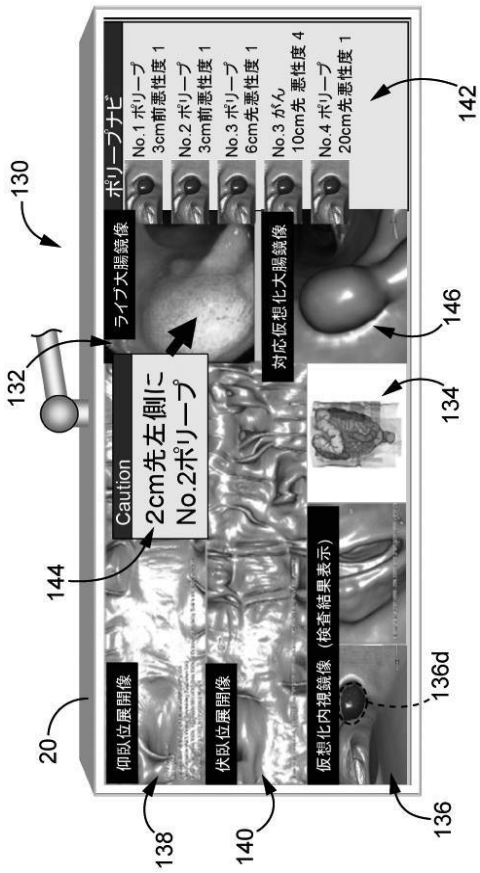 130
132
20
Caution
2cm先左側に
No.2ポリープ
144
仰臥位展開像
138
伏臥位展開像
140
仮想化内視鏡像 (検査結果表示)
136d
136
134
ライブ大腸鏡像
対応仮想化大腸鏡像
146
ポリープナビ
No.1 ポリープ
3cm前悪性度 1
No.2 ポリープ
3cm前悪性度 1
No.3 ポリープ
6cm先悪性度 1
No.3 がん
10cm先 悪性度 4
No.4 ポリープ
20cm先悪性度 1
142